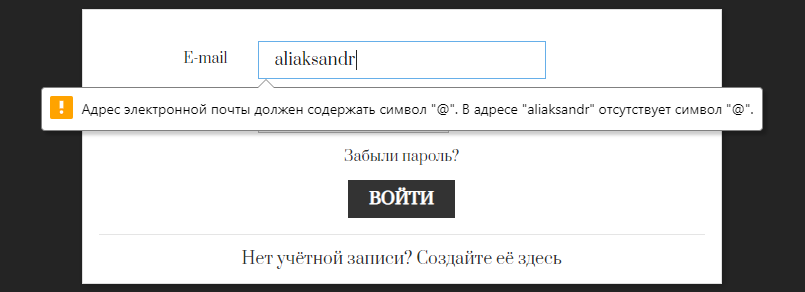 E-mail
aliaksandr
Адрес электронной почты должен содержать символ "@". В адресе "aliaksandr" отсутствует символ "@".
Забыли пароль?
ВОЙТИ
Нет учётной записи? Создайте её здесь